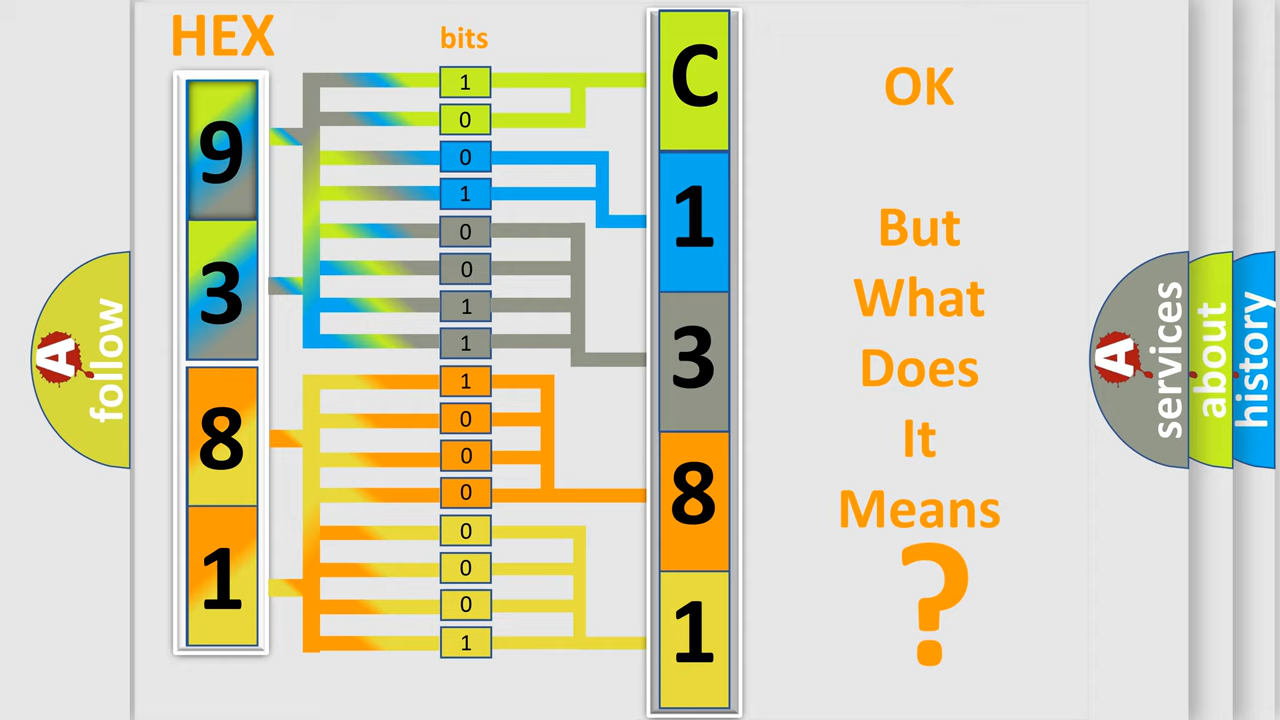 HEX
bits
9
3
8
1
1
0
0
1
0
0
1
1
1
0
0
0
0
0
0
1
C
1
3
8
1
OK
But
What
Does
It
Means
?
A
follow
A
services
about
history